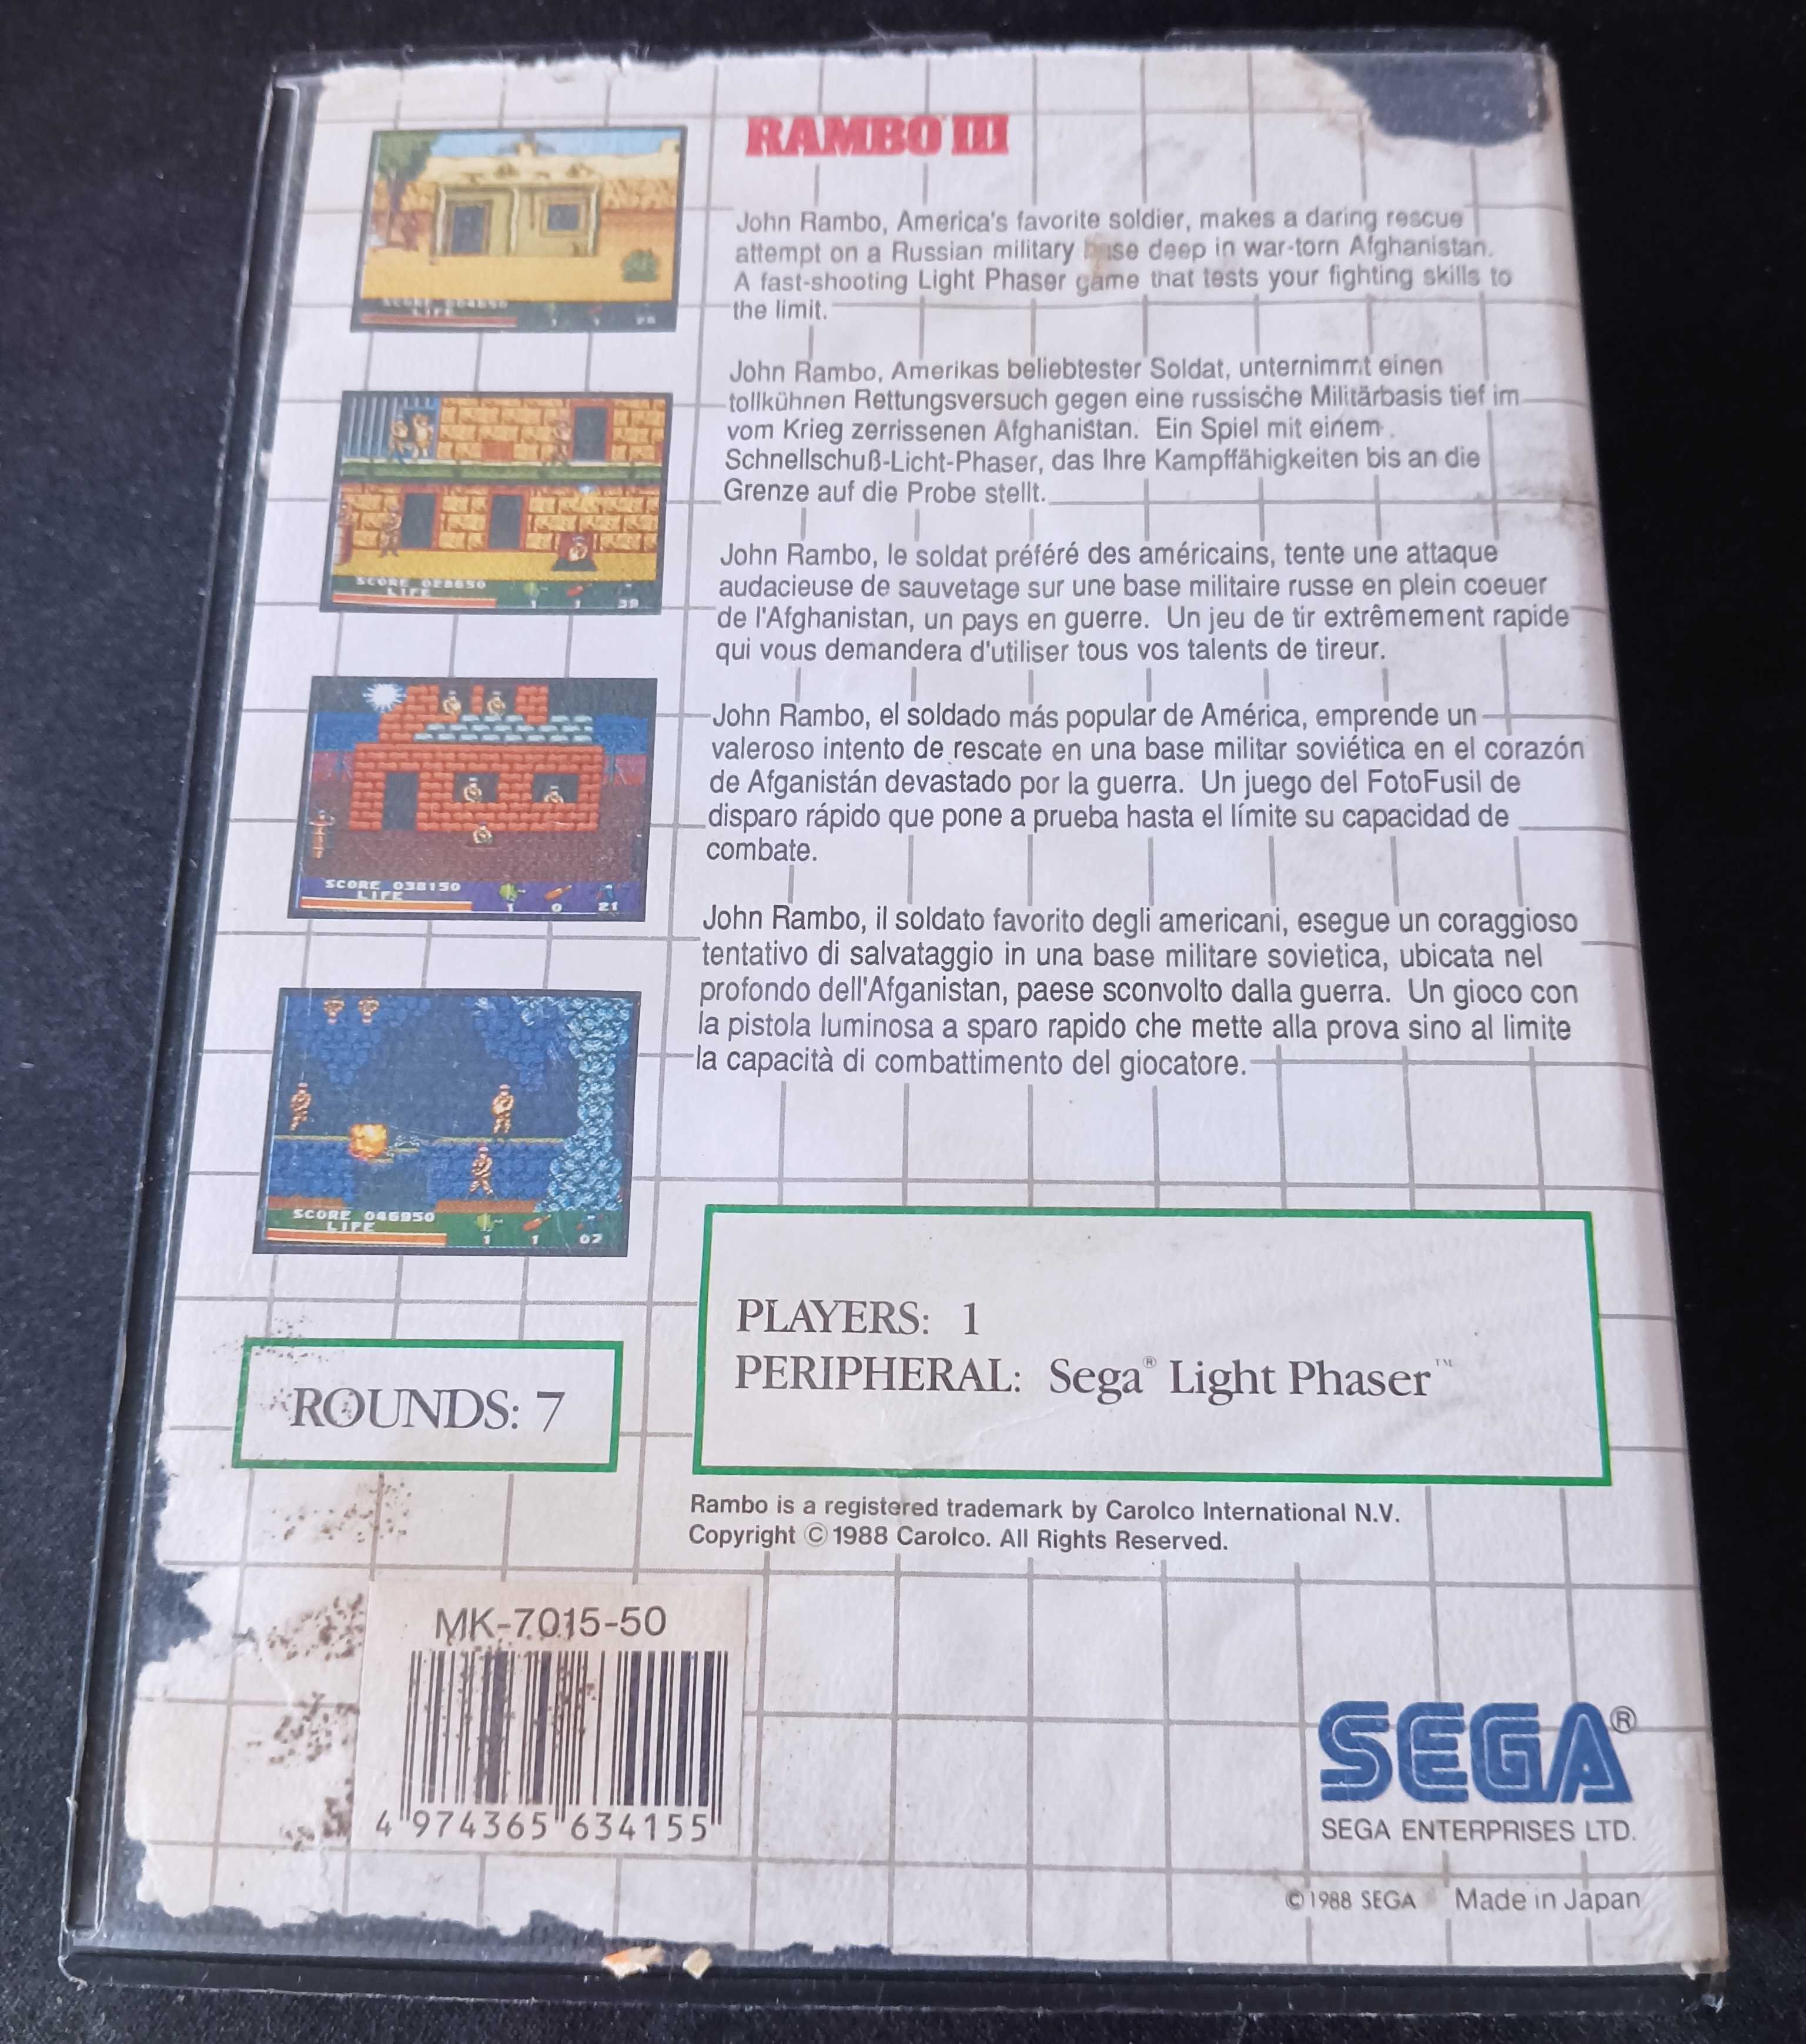 RAMBO III
John Rambo, America's favorite soldier, makes a daring rescue
attempt on a Russian military base deep in war-torn Afghanistan.
A fast-shooting Light Phaser game that tests your fighting skills to
the limit.
John Rambo, Amerikas beliebtester Soldat, unternimmt einen
tollkühnen Rettungsversuch gegen eine russische Militärbasis tief im
vom Krieg zerrissenen Afghanistan. Ein Spiel mit einem
Schnellschuß-Licht-Phaser, das Ihre Kampffähigkeiten bis an die
Grenze auf die Probe stellt.
John Rambo, le soldat préféré des américains, tente une attaque
audacieuse de sauvetage sur une base militaire russe en plein coeuer
de l'Afghanistan, un pays en guerre. Un jeu de tir extrêmement rapide
qui vous demandera d'utiliser tous vos talents de tireur.
John Rambo, el soldado más popular de América, emprende un
valeroso intento de rescate en una base militar soviética en el corazón
de Afganistán devastado por la guerra. Un juego del FotoFusil de
disparo rápido que pone a prueba hasta el límite su capacidad de
combate.
John Rambo, il soldato favorito degli americani, esegue un coraggioso
tentativo di salvataggio in una base militare sovietica, ubicata nel
profondo dell'Afganistan, paese sconvolto dalla guerra. Un gioco con
la pistola luminosa a sparo rapido che mette alla prova sino al limite
la capacità di combattimento del giocatore.
SCORE
LIFE
SCORE 028650
LIFE
1 1 39
SCORE 038150
LIFE
1 0 21
SCORE 046950
LIFE
1 1 07
ROUNDS: 7
PLAYERS: 1
PERIPHERAL: Sega® Light Phaser™
Rambo is a registered trademark by Carolco International N.V.
Copyright © 1988 Carolco. All Rights Reserved.
MK-7015-50
4 974365 634155
SEGA®
SEGA ENTERPRISES LTD.
© 1988 SEGA Made in Japan